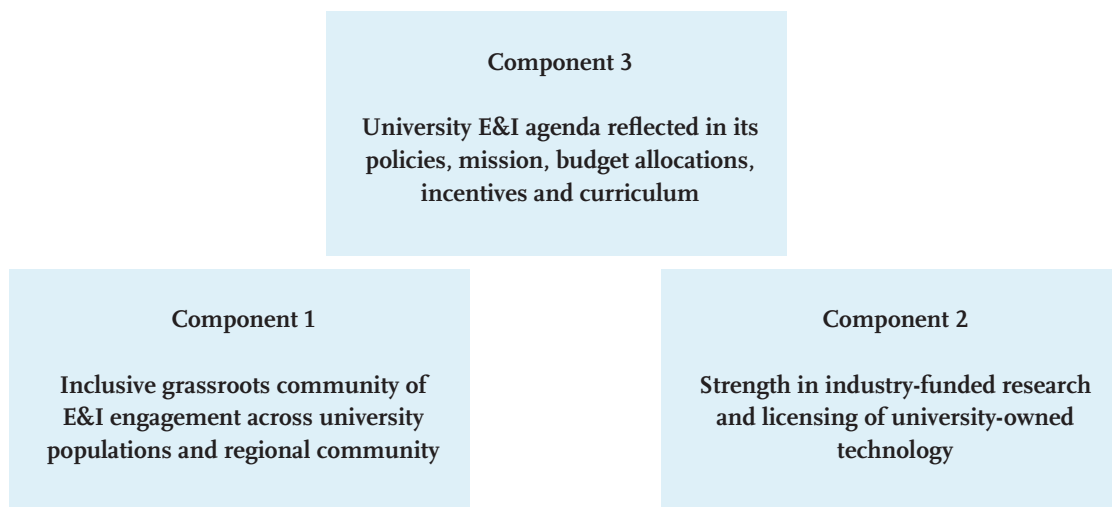 Component 3
University E&I agenda reflected in its
policies, mission, budget allocations,
incentives and curriculum
Component 1
Inclusive grassroots community of
E&I engagement across university
populations and regional community
Component 2
Strength in industry-funded research
and licensing of university-owned
technology